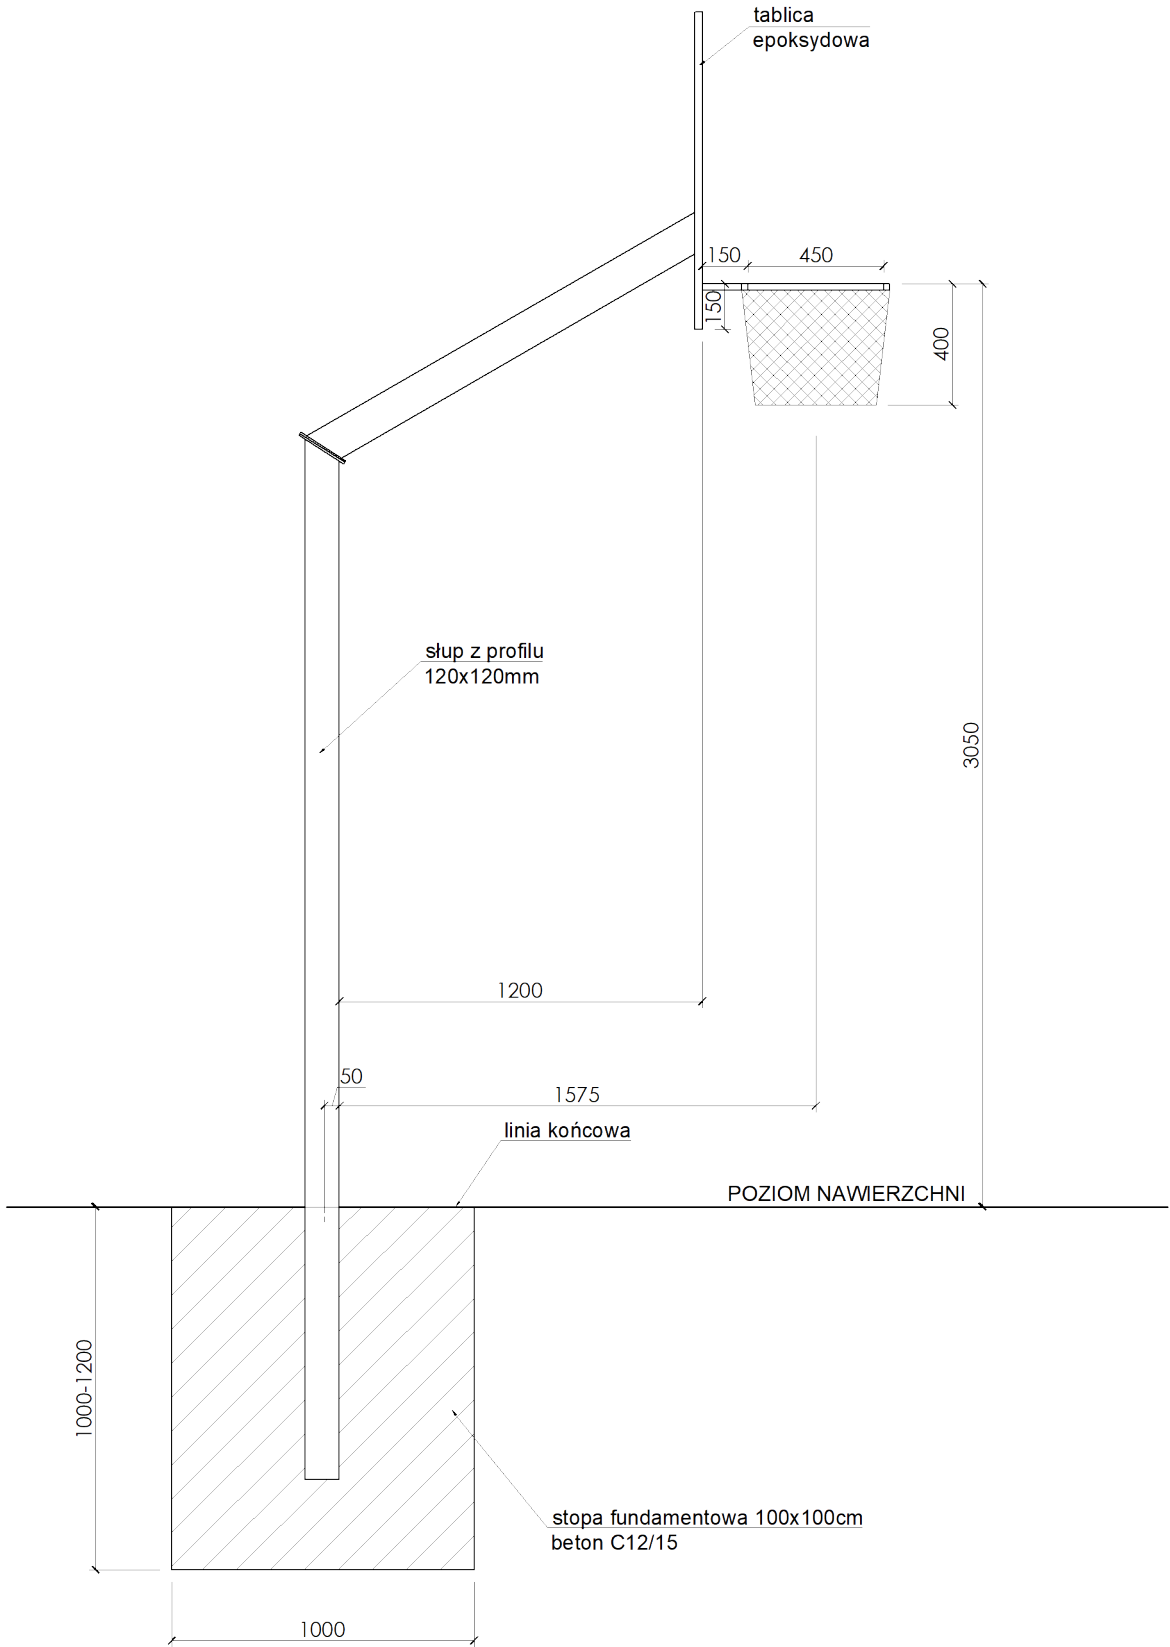 tablica
epoksydowa
150
450
150
400
słup z profilu
120x120mm
3050
1200
50
1575
linia końcowa
POZIOM NAWIERZCHNI
1000-1200
stopa fundamentowa 100x100cm
beton C12/15
1000